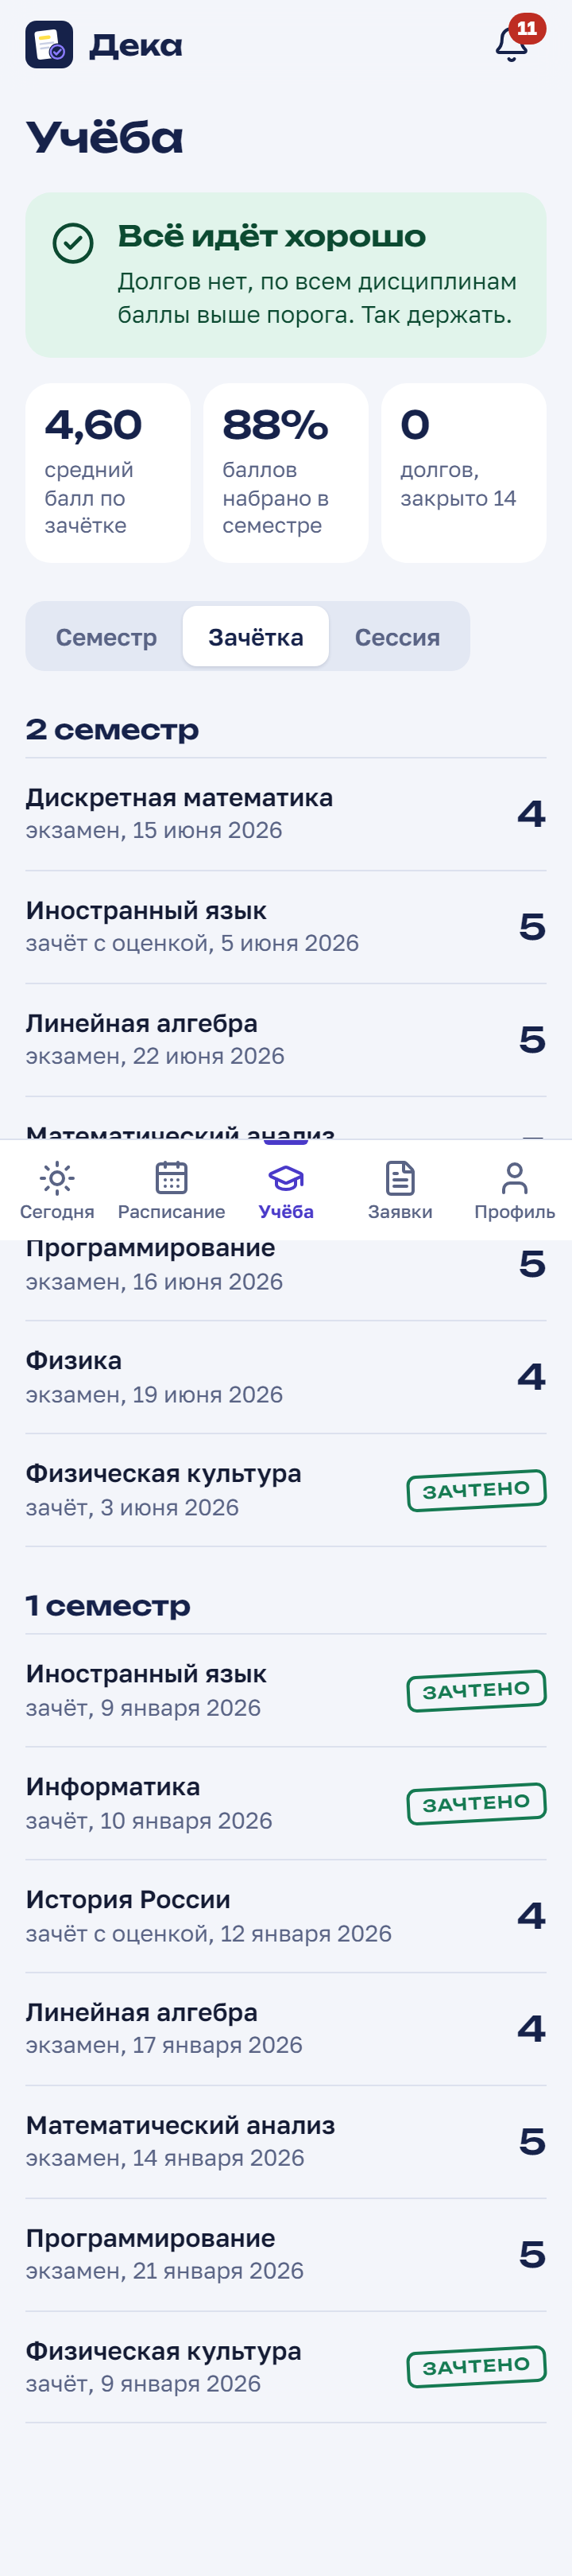 Дека
11
Учёба
Всё идёт хорошо
Долгов нет, по всем дисциплинам
баллы выше порога. Так держать.
4,60
средний
балл по
зачётке
88%
баллов
набрано в
семестре
0
долгов,
закрыто 14
Семестр
Зачётка
Сессия
2 семестр
Дискретная математика
4
экзамен, 15 июня 2026
Иностранный язык
5
зачёт с оценкой, 5 июня 2026
Линейная алгебра
5
экзамен, 22 июня 2026
Математический анализ
Сегодня
Расписание
Учёба
Заявки
Профиль
Программирование
5
экзамен, 16 июня 2026
Физика
4
экзамен, 19 июня 2026
Физическая культура
ЗАЧТЕНО
зачёт, 3 июня 2026
1 семестр
Иностранный язык
ЗАЧТЕНО
зачёт, 9 января 2026
Информатика
ЗАЧТЕНО
зачёт, 10 января 2026
История России
4
зачёт с оценкой, 12 января 2026
Линейная алгебра
4
экзамен, 17 января 2026
Математический анализ
5
экзамен, 14 января 2026
Программирование
5
экзамен, 21 января 2026
Физическая культура
ЗАЧТЕНО
зачёт, 9 января 2026